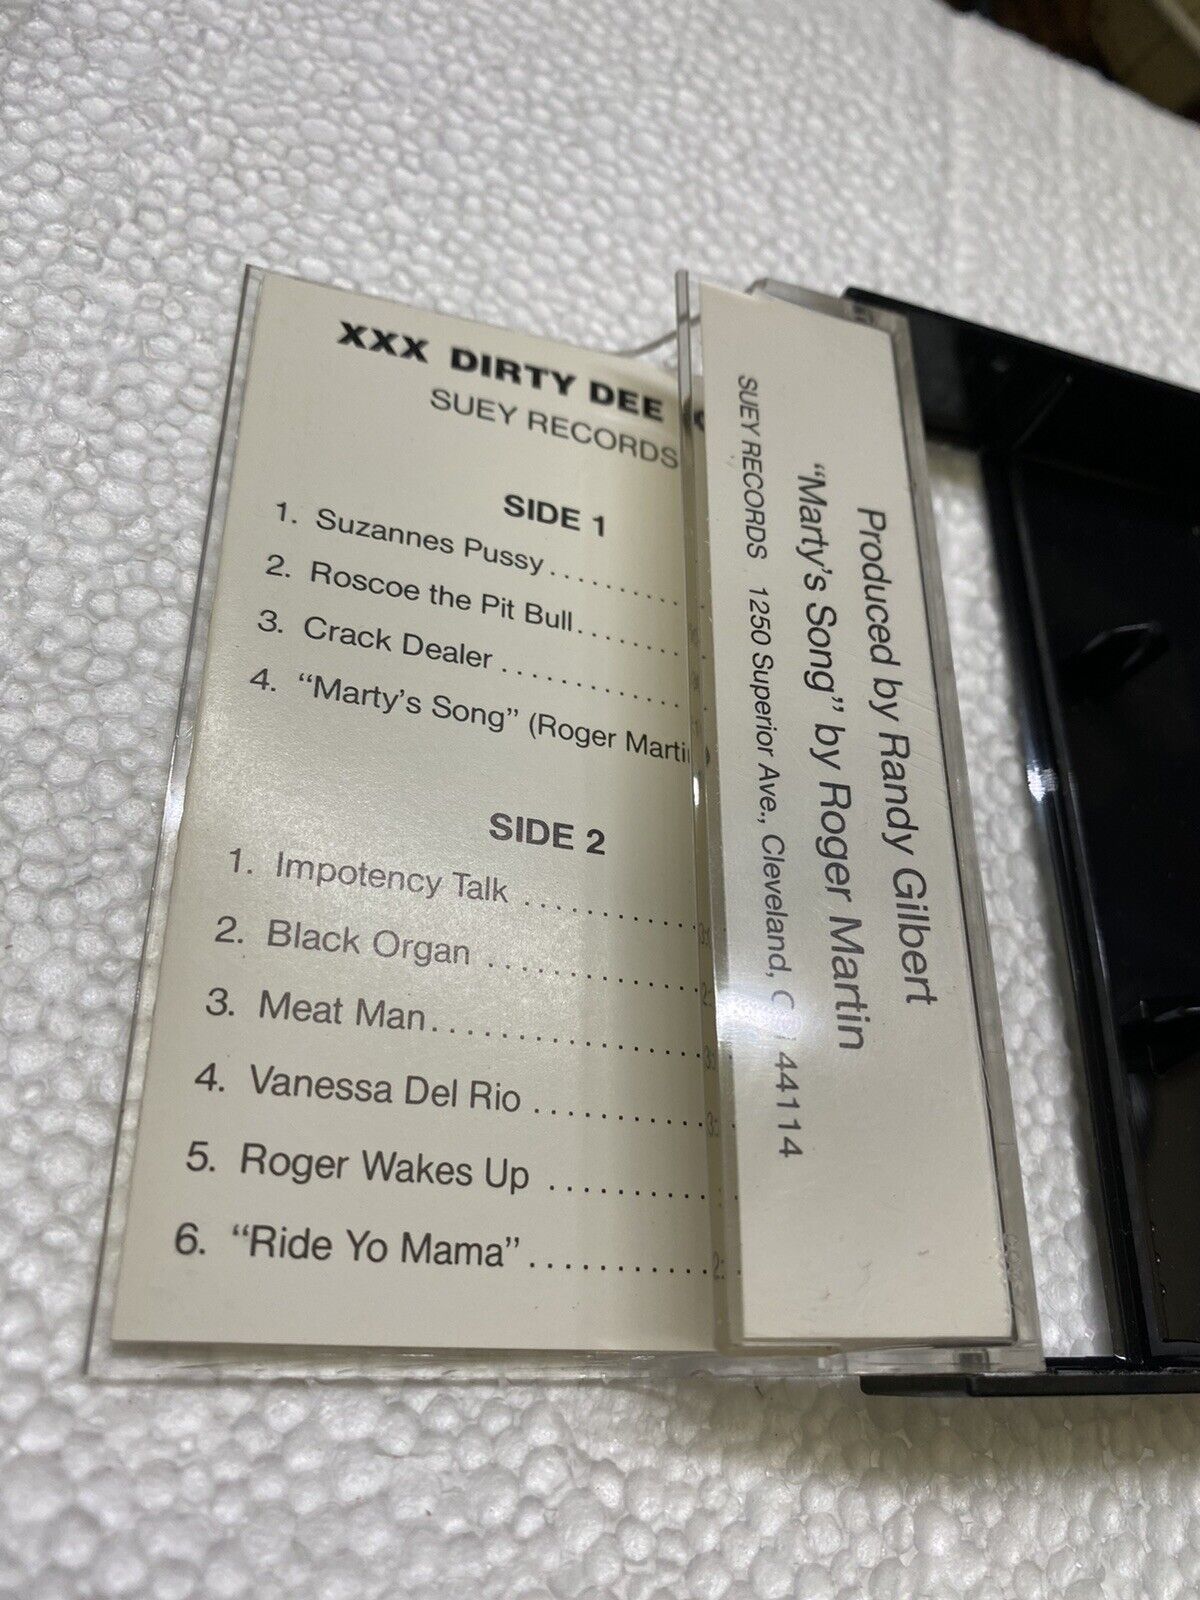 XXX DIRTY DEE
SUEY RECORDS
SIDE 1
1. Suzannes Pussy..........
2. Roscoe the Pit Bull........
3. Crack Dealer ............
4. “Marty’s Song” (Roger
SIDE 2
1. Impotency Talk ..........
2. Black Organ .............
3. Meat Man................
4. Vanessa Del Rio ..........
5. Roger Wakes Up .........
6. “Ride Yo Mama”...........
Produced by Randy Gilbert
“Marty’s Song” by Roger Martin
SUEY RECORDS 1250 Superior Ave., Cleveland, 44114